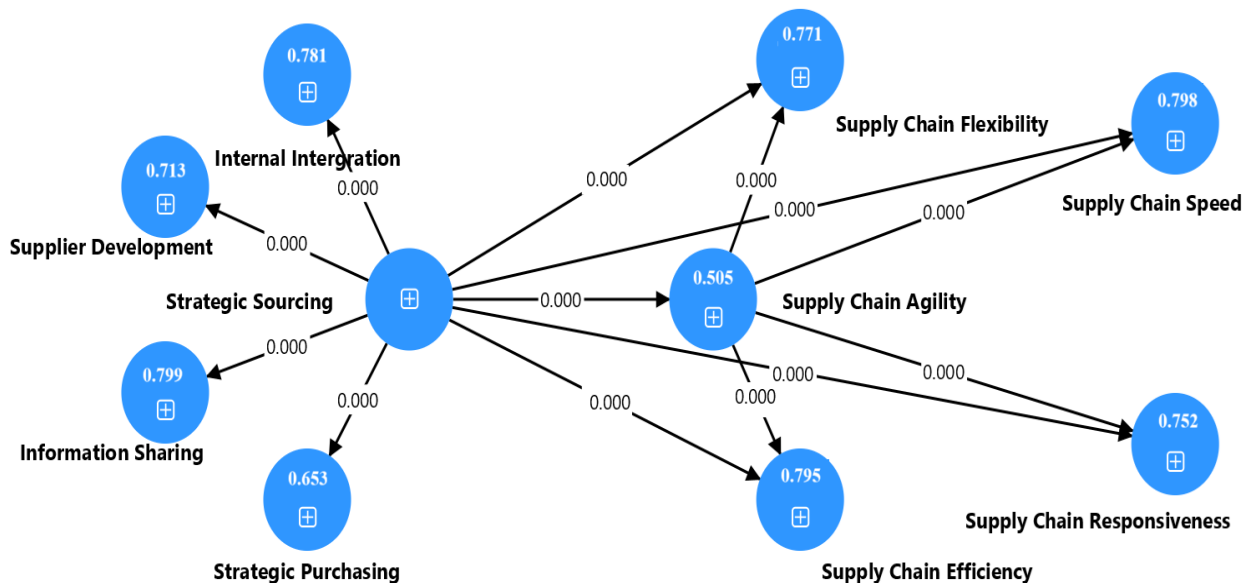 0.781
0.771
0.798
Supply Chain Flexibility
Internal Intergration
0.713
0.000
0.000
0.000
Supply Chain Speed
0.000
0.000
Supplier Development
0.000
0.505
Strategic Sourcing
0.000
Supply Chain Agility
0.000
0.799
0.000
0.000
0.000
0.000
0.000
0.752
Information Sharing
0.653
0.795
Supply Chain Responsiveness
Strategic Purchasing
Supply Chain Efficiency